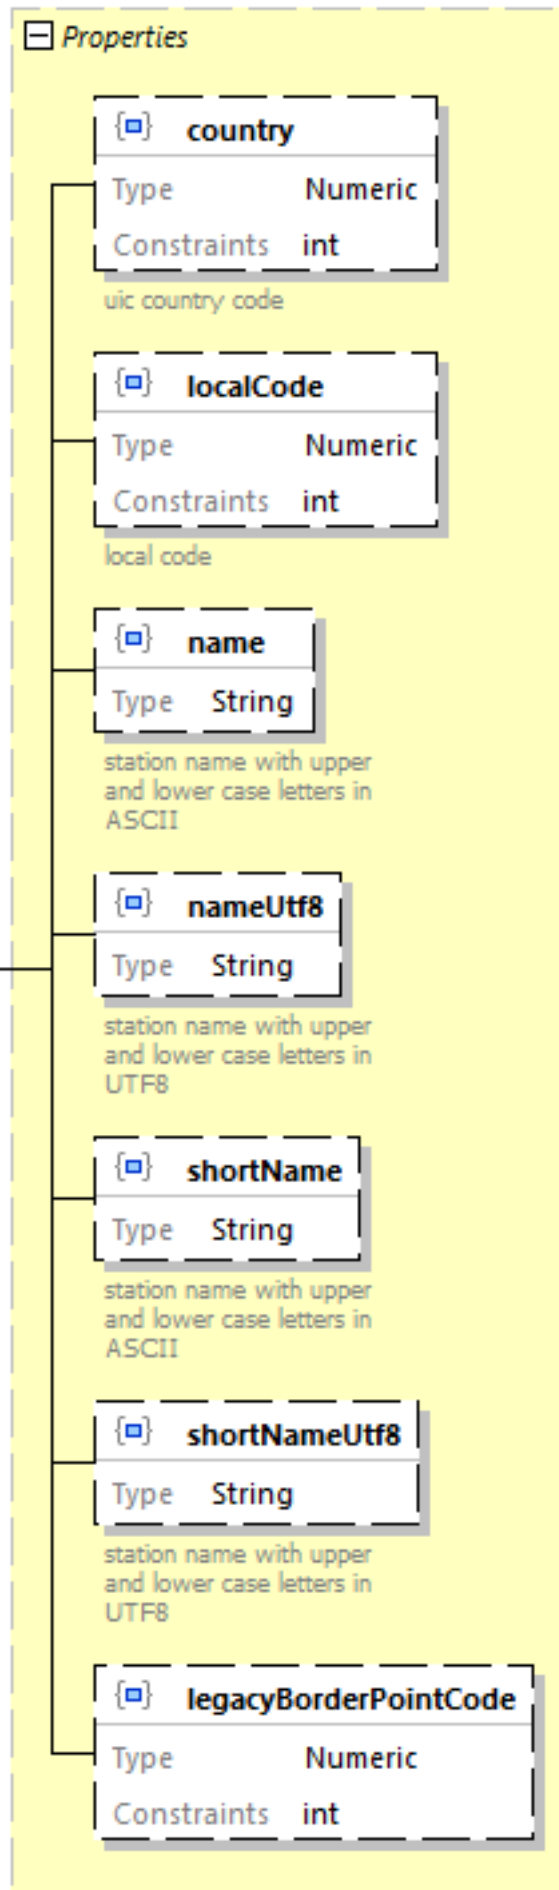 Properties
country
Type Numeric
Constraints int
uic country code
localCode
Type Numeric
Constraints int
local code
name
Type String
station name with upper
and lower case letters in
ASCII
nameUtf8
Type String
station name with upper
and lower case letters in
UTF8
shortName
Type String
station name with upper
and lower case letters in
ASCII
shortNameUtf8
Type String
station name with upper
and lower case letters in
UTF8
legacyBorderPointCode
Type Numeric
Constraints int